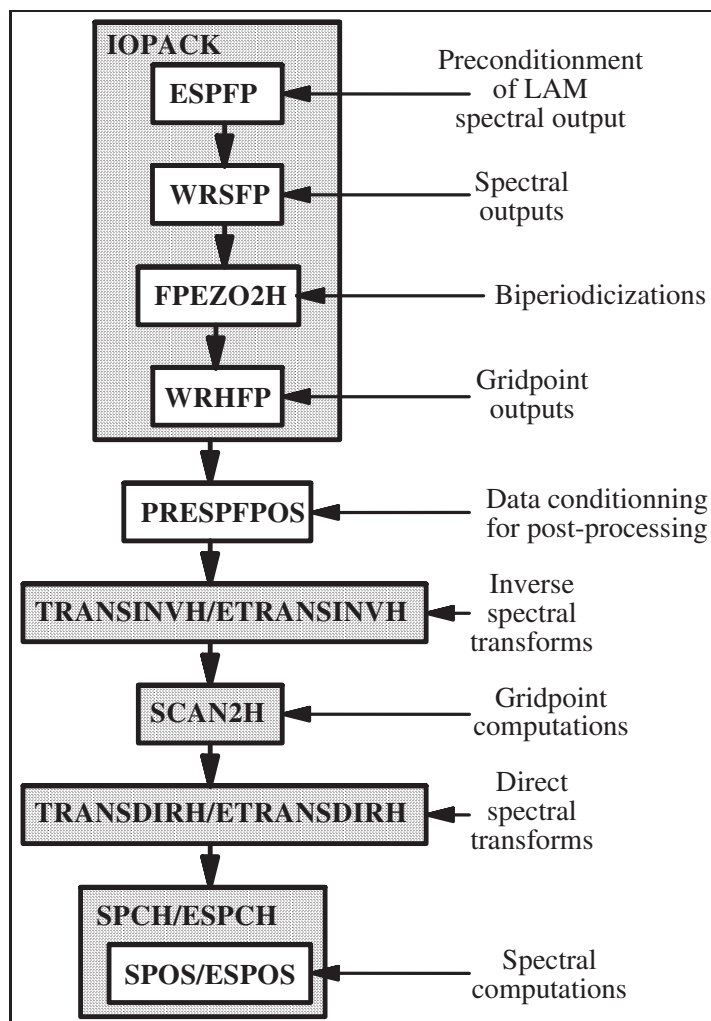 IOPACK
ESPFP
Preconditionment
of LAM
spectral output
WRSFP
Spectral
outputs
FPEZO2H
Biperiodicizations
WRHFP
Gridpoint
outputs
PRESPFPOS
Data conditionning
for post-processing
TRANSINVH/ETRANSINVH
Inverse
spectral
transforms
SCAN2H
Gridpoint
computations
TRANSDIRH/ETRANSDIRH
Direct
spectral
transforms
SPCH/ESPCH
SPOS/ESPOS
Spectral
computations